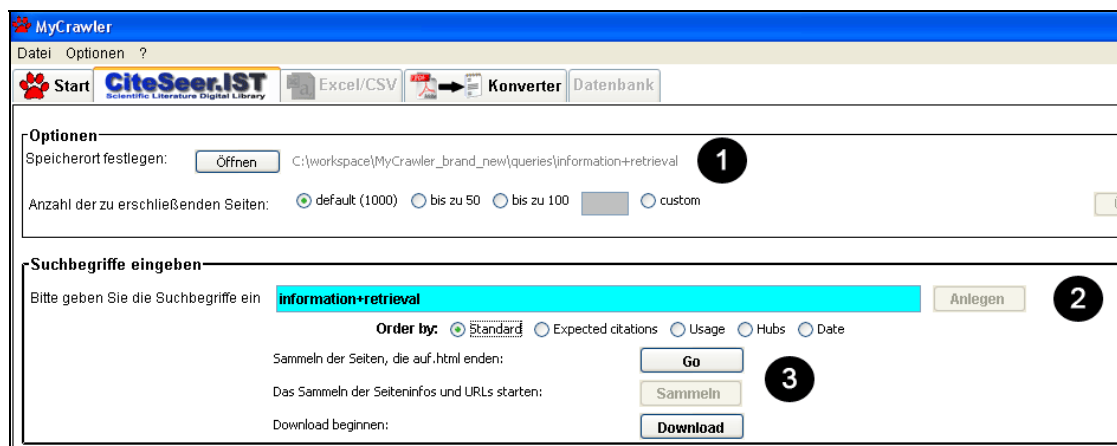 MyCrawler
Datei Optionen ?
Start CiteSeer.IST Scientific Literature Digital Library Excel/CSV Konverter Datenbank
Optionen
Speicherort festlegen: Öffnen C:\workspace\MyCrawler_brand_new\queries\information+retrieval 1
Anzahl der zu erschließenden Seiten: default (1000) bis zu 50 bis zu 100 custom
Suchbegriffe eingeben
Bitte geben Sie die Suchbegriffe ein information+retrieval Anlegen 2
Order by: Standard Expected citations Usage Hubs Date
Sammeln der Seiten, die auf.html enden: Go
3
Das Sammeln der Seiteninfos und URLs starten: Sammeln
Download beginnen: Download